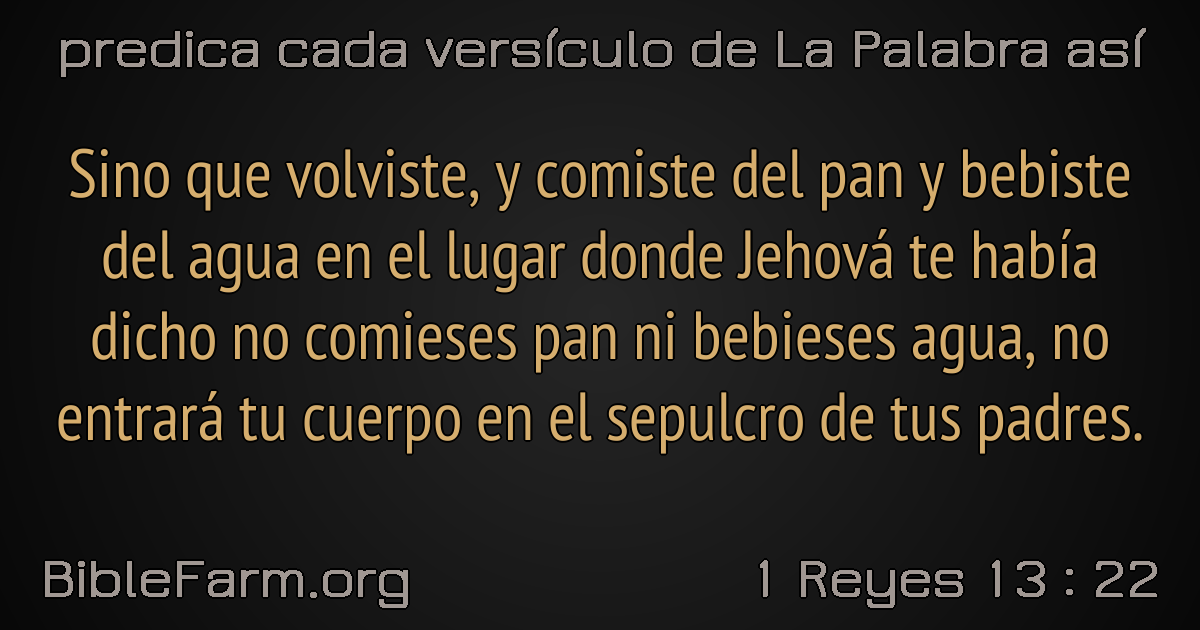 predica cada versículo de La Palabra así
Sino que volviste, y comiste del pan y bebiste
del agua en el lugar donde Jehová te había
dicho no comieses pan ni bebieses agua, no
entrará tu cuerpo en el sepulcro de tus padres.
BibleFarm.org
1 Reyes 13 : 22